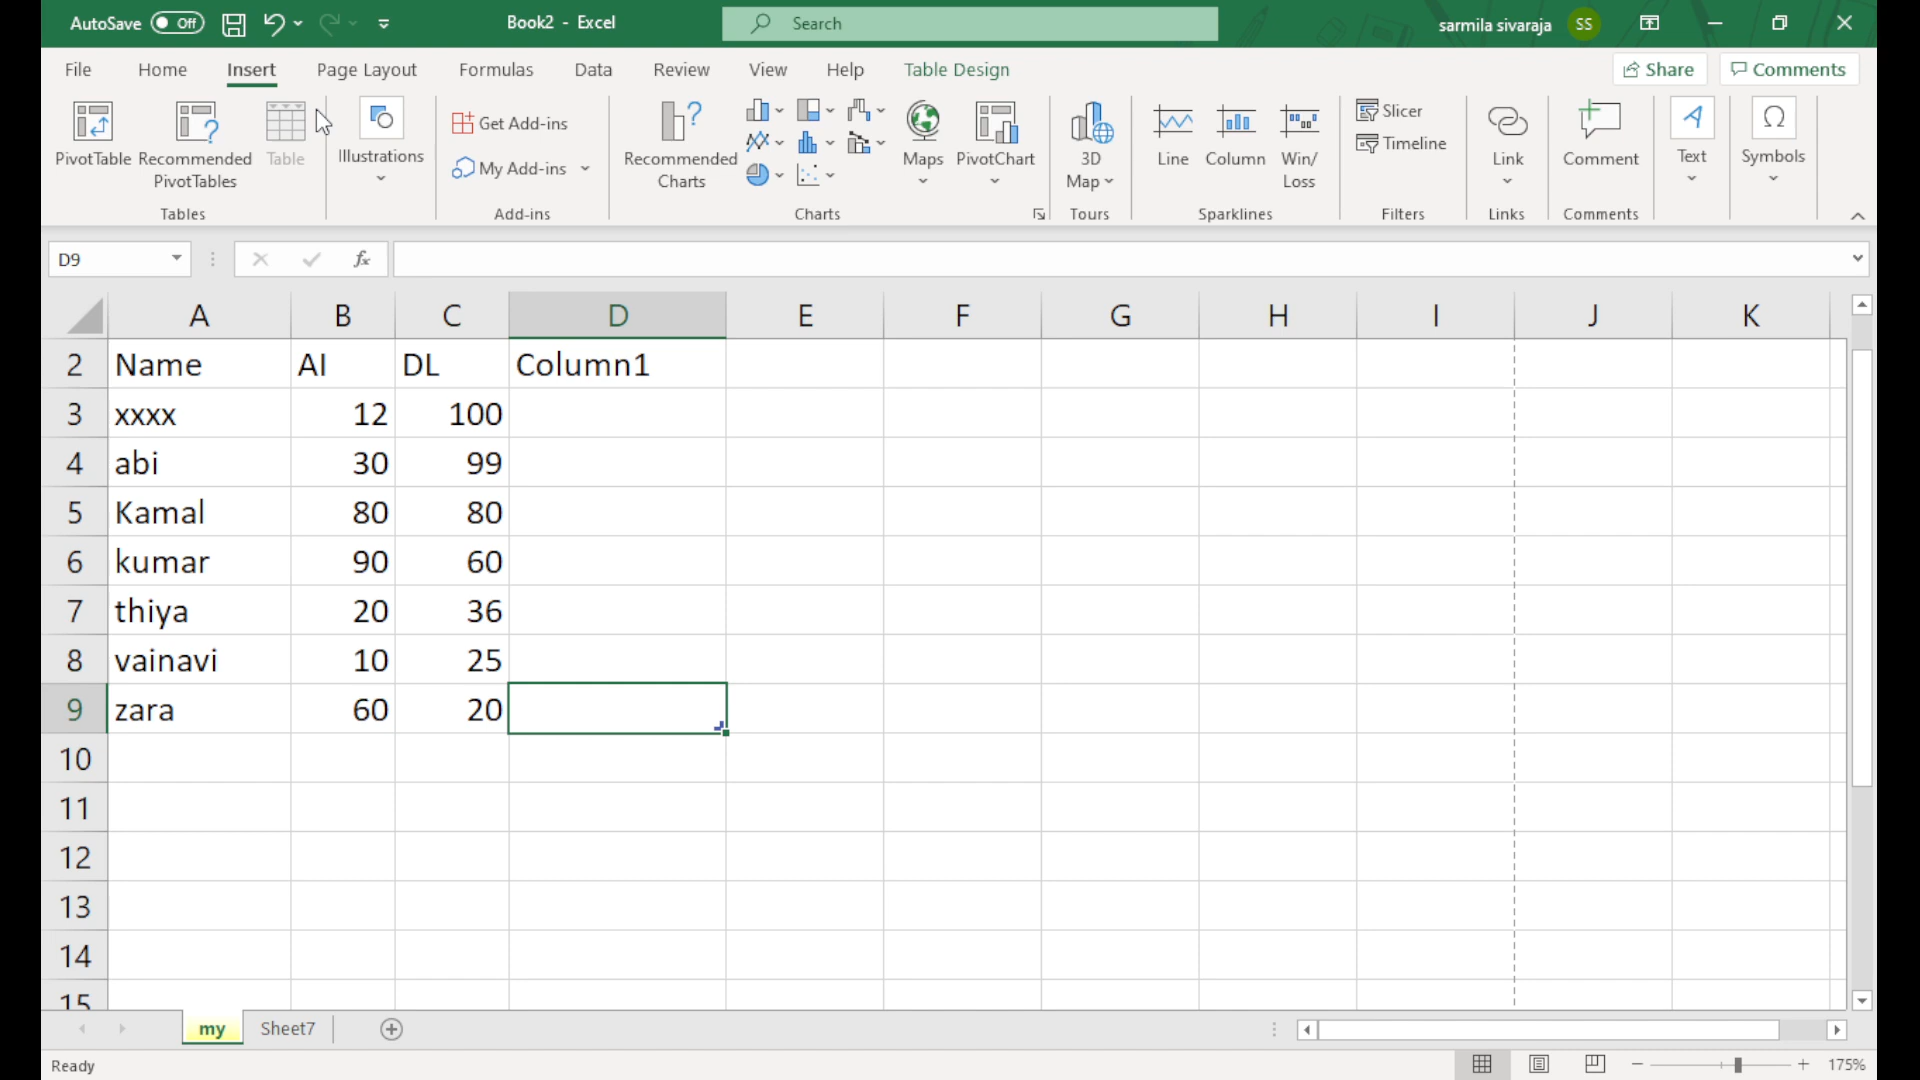 AutoSave Off Book2 - Excel Search sarmila sivaraja SS
File Home Insert Page Layout Formulas Data Review View Help Table Design Share Comments
PivotTable Recommended PivotTables Table
Tables
Illustrations
Get Add-ins
My Add-ins
Add-ins
Recommended Charts
Maps PivotChart
Charts
3D Map
Tours
Line Column Win/ Loss
Sparklines
Slicer
Timeline
Filters
Link
Links
Comment
Comments
Text
Symbols
D9 fx
A B C D E F G H I J K
2 Name AI DL Column1
3 xxxx 12 100
4 abi 30 99
5 Kamal 80 80
6 kumar 90 60
7 thiya 20 36
8 vainavi 10 25
9 zara 60 20
10
11
12
13
14
15
my Sheet7
Ready 175%